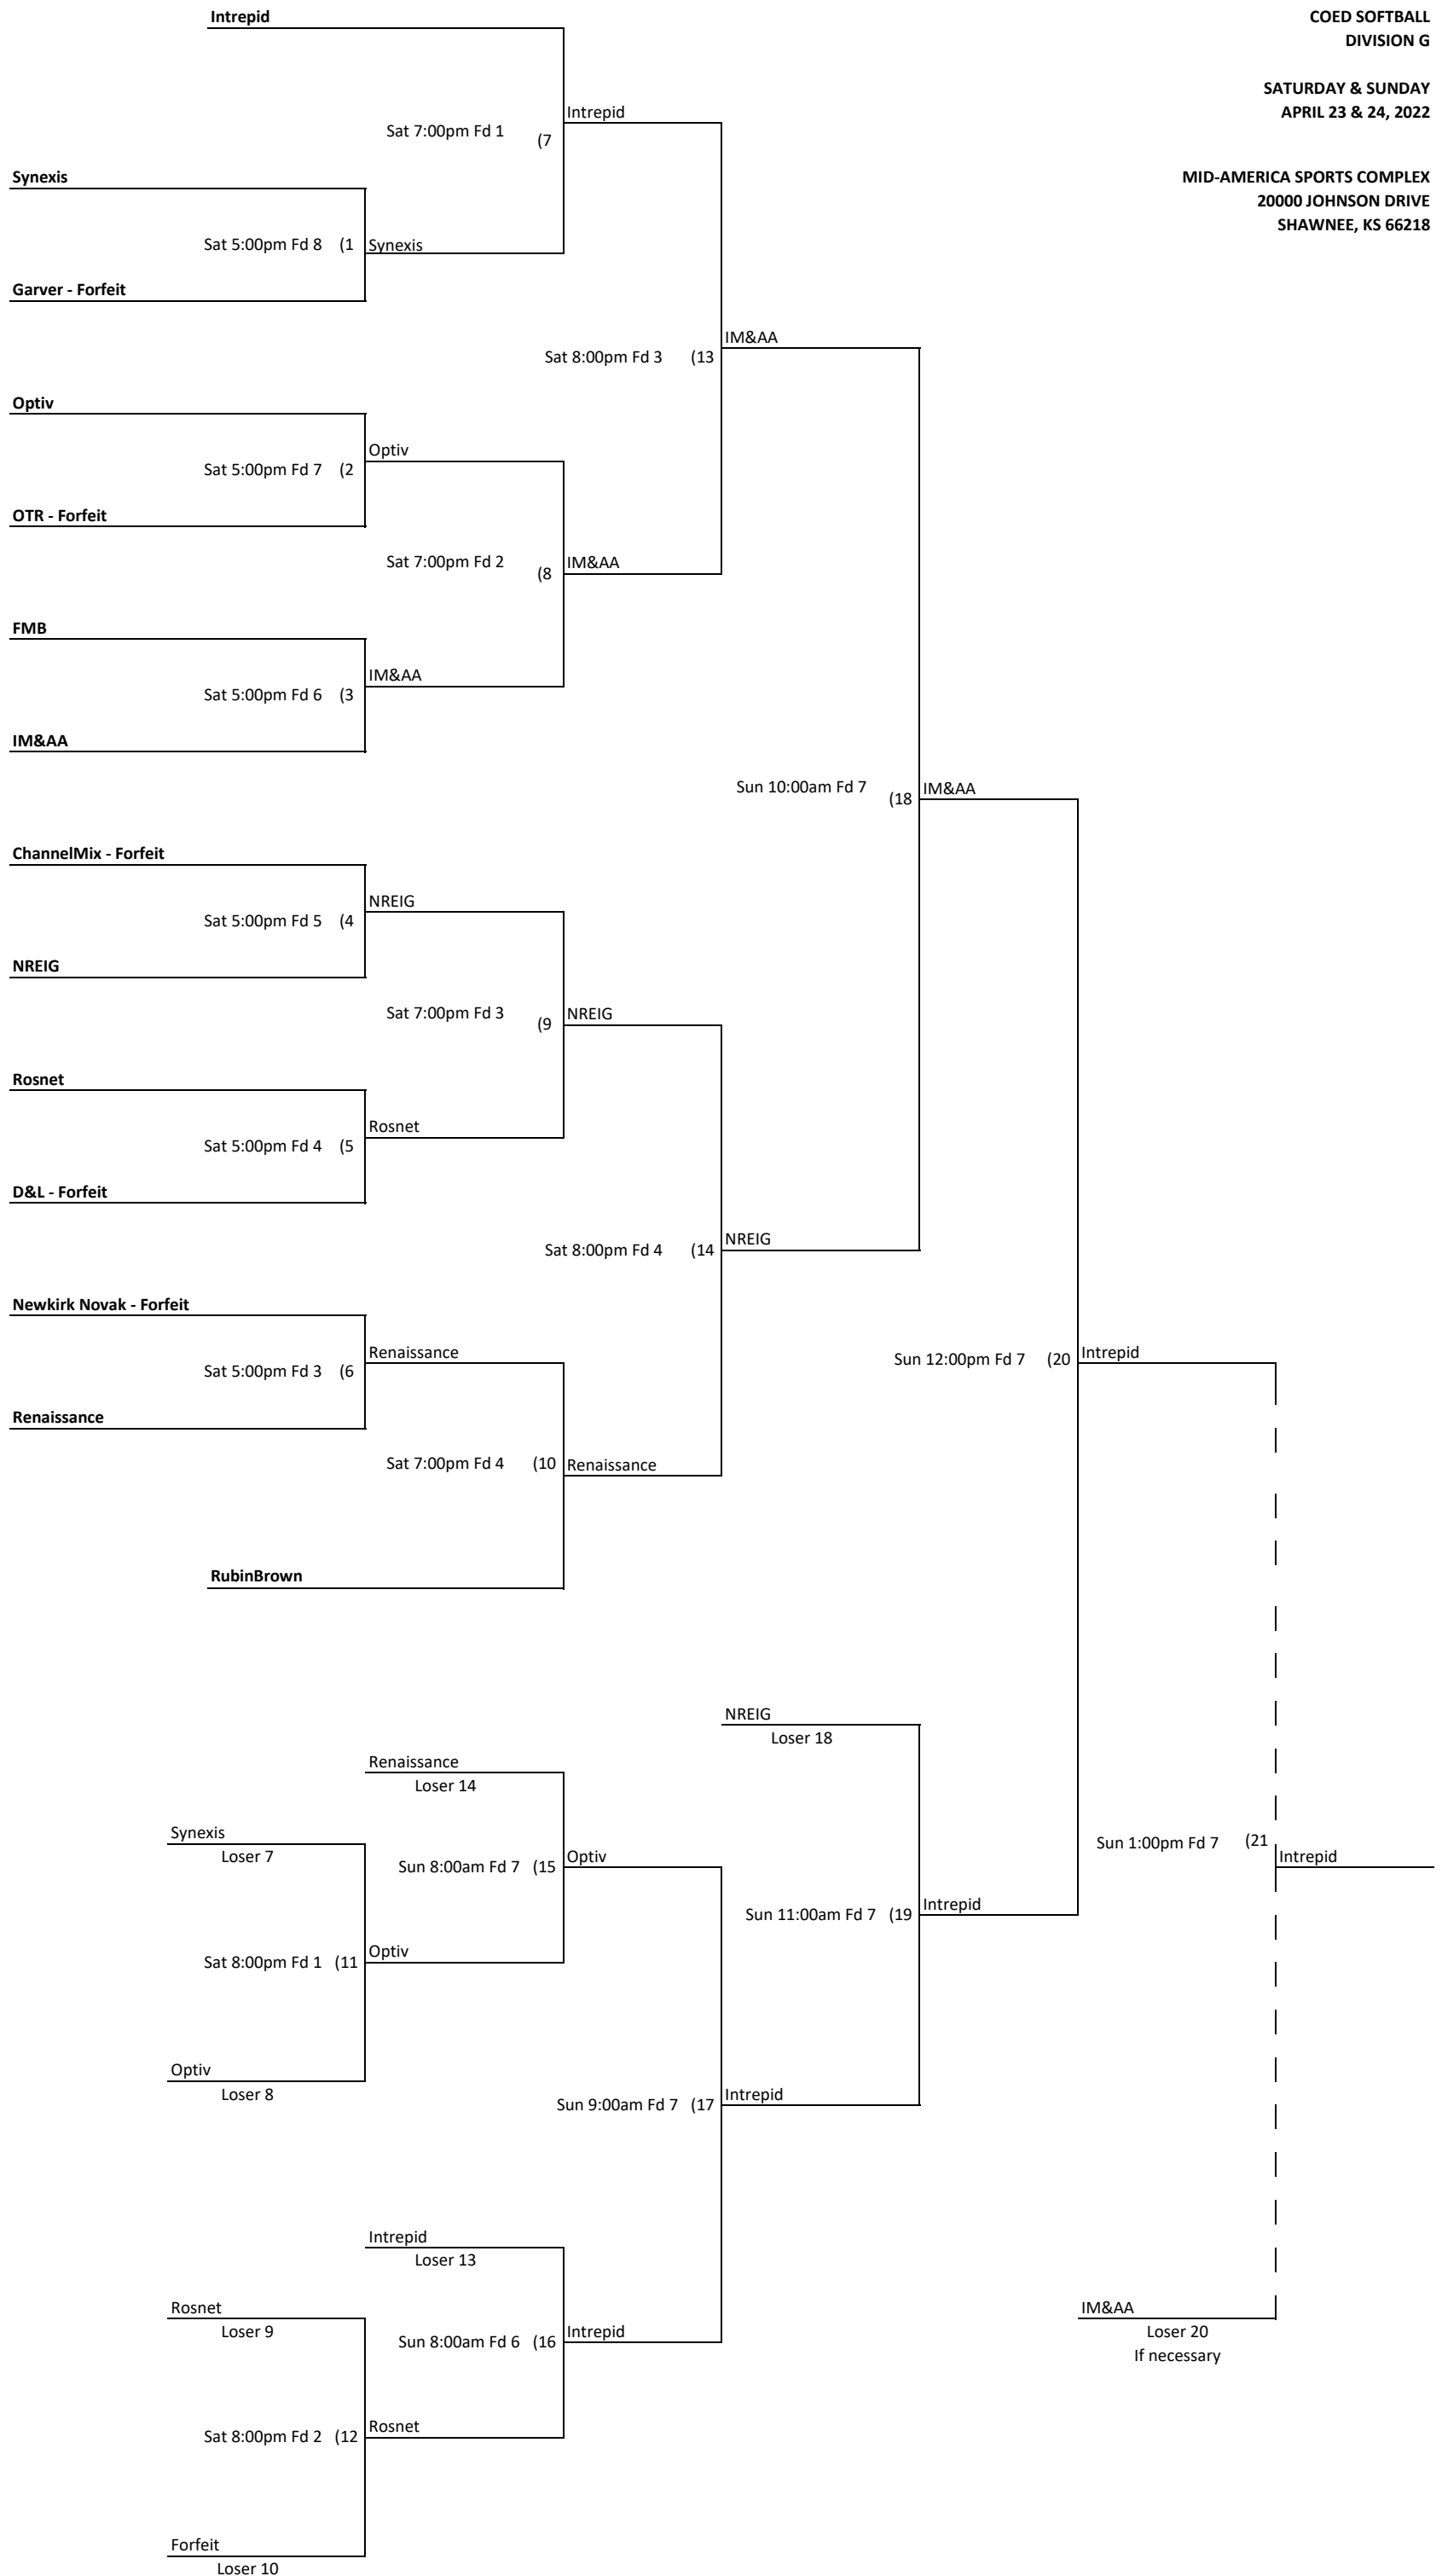 Intrepid
COED SOFTBALL
DIVISION G
SATURDAY & SUNDAY
APRIL 23 & 24, 2022
Intrepid
Sat 7:00pm Fd 1 (7
MID-AMERICA SPORTS COMPLEX
20000 JOHNSON DRIVE
SHAWNEE, KS 66218
Synexis
Sat 5:00pm Fd 8 (1 Synexis
Garver - Forfeit
IM&AA
Sat 8:00pm Fd 3 (13
Optiv
Optiv
Sat 5:00pm Fd 7 (2
OTR - Forfeit
Sat 7:00pm Fd 2 (8 IM&AA
FMB
IM&AA
Sat 5:00pm Fd 6 (3
IM&AA
Sun 10:00am Fd 7 (18 IM&AA
ChannelMix - Forfeit
NREIG
Sat 5:00pm Fd 5 (4
NREIG
Sat 7:00pm Fd 3 (9 NREIG
Rosnet
Rosnet
Sat 5:00pm Fd 4 (5
D&L - Forfeit
NREIG
Sat 8:00pm Fd 4 (14
Newkirk Novak - Forfeit
Renaissance
Sat 5:00pm Fd 3 (6
Sun 12:00pm Fd 7 (20 Intrepid
Renaissance
Sat 7:00pm Fd 4 (10 Renaissance
RubinBrown
NREIG
Loser 18
Renaissance
Loser 14
Synexis
Loser 7
Sun 8:00am Fd 7 (15 Optiv
Sun 1:00pm Fd 7 (21 Intrepid
Sun 11:00am Fd 7 (19 Intrepid
Sat 8:00pm Fd 1 (11 Optiv
Optiv
Loser 8
Sun 9:00am Fd 7 (17 Intrepid
Intrepid
Loser 13
Rosnet
Loser 9
IM&AA
Loser 20
If necessary
Sun 8:00am Fd 6 (16 Intrepid
Sat 8:00pm Fd 2 (12 Rosnet
Forfeit
Loser 10